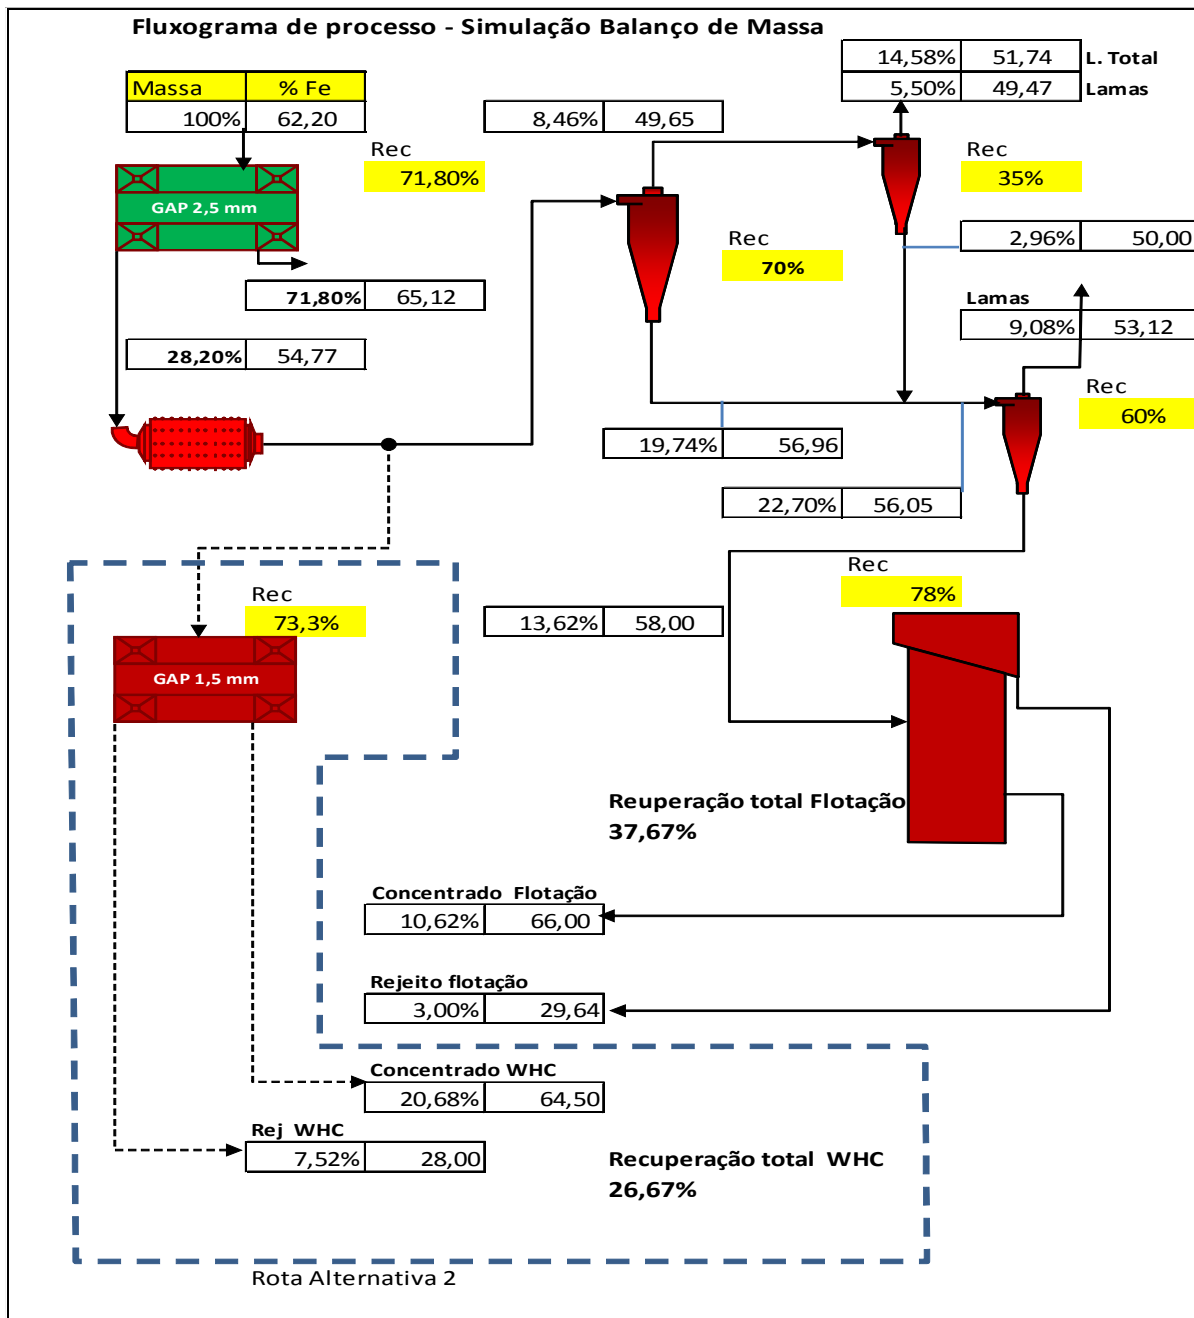 Fluxograma de processo - Simulação Balanço de Massa
14,58% 51,74 L. Total
5,50% 49,47 Lamas
Massa % Fe
100% 62,20
8,46% 49,65
Rec
71,80%
Rec
35%
GAP 2,5 mm
Rec
70%
2,96% 50,00
71,80% 65,12
Lamas
9,08% 53,12
28,20% 54,77
Rec
60%
19,74% 56,96
22,70% 56,05
Rec
78%
Rec
73,3%
13,62% 58,00
GAP 1,5 mm
Reuperação total Flotação
37,67%
Concentrado Flotação
10,62% 66,00
Rejeito flotação
3,00% 29,64
Concentrado WHC
20,68% 64,50
Rej WHC
7,52% 28,00
Recuperação total WHC
26,67%
Rota Alternativa 2